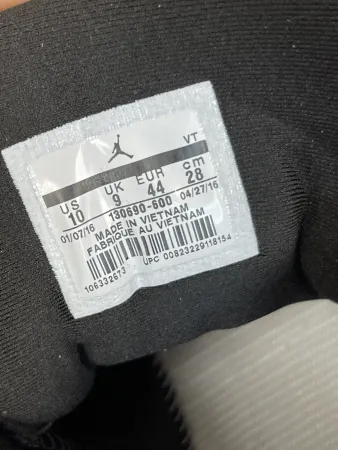 VT
US UK EUR cm
10 9 44 28
01/07/16 130690-600 04/27/16
MADE IN VIETNAM
FABRIQUE AU VIETNAM
106332673 UPC 00823229118154